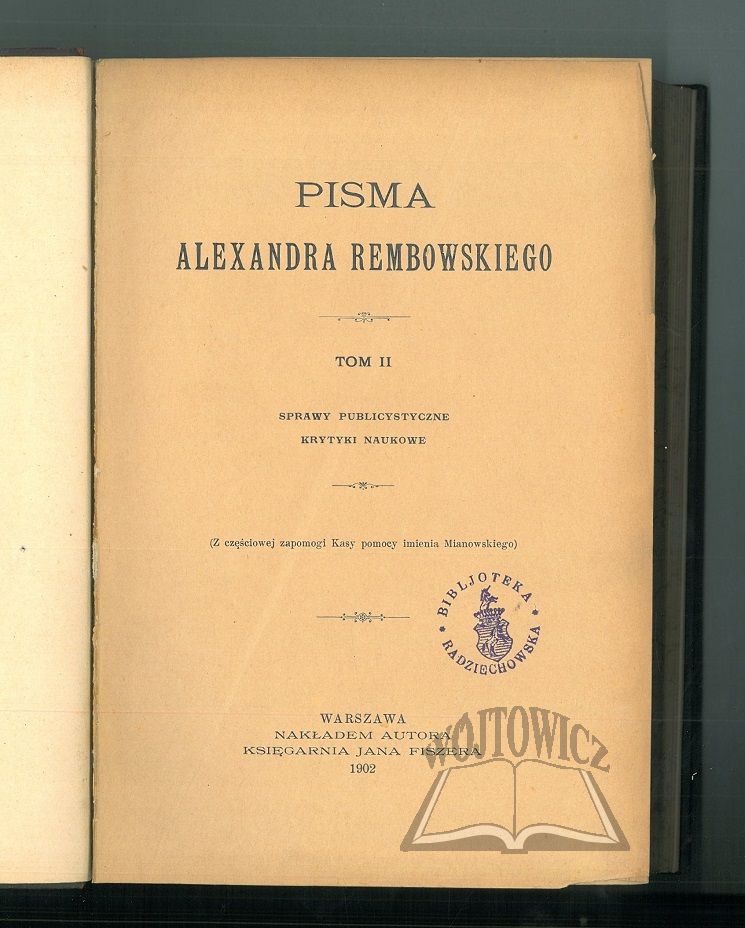 PISMA
ALEXANDRA REMBOWSKIEGO
TOM II
SPRAWY PUBLICYSTYCZNE
KRYTYKI NAUKOWE
(Z częściowej zapomogi Kasy pomocy imienia Mianowskiego)
BIBLJOTEKA
RADZIECHOWSKA
WARSZAWA
NAKŁADEM AUTORA
KSIĘGARNIA JANA FISZERA
1902
WÓJTOWICZ